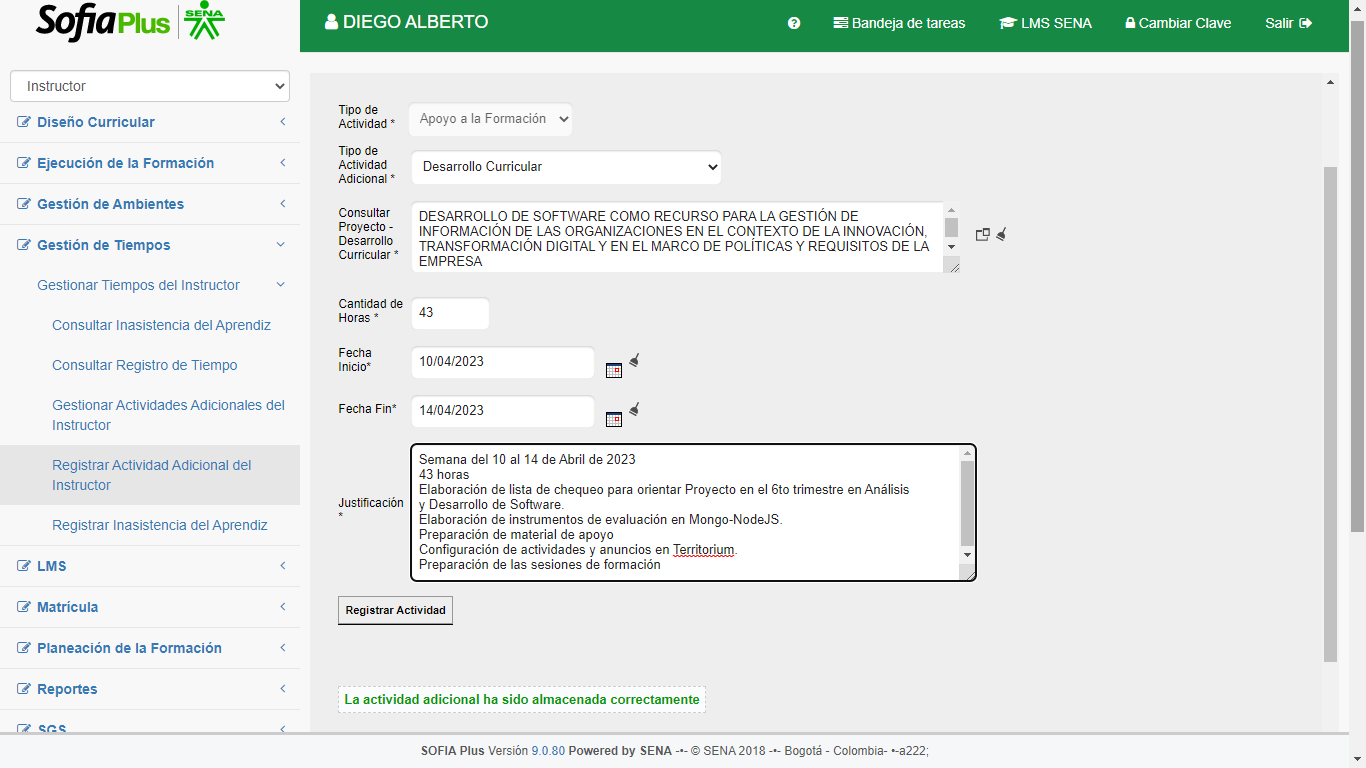 Sofia Plus SENA
DIEGO ALBERTO
Bandeja de tareas
LMS SENA
Cambiar Clave
Salir
Instructor
Diseño Curricular
Ejecución de la Formación
Gestión de Ambientes
Gestión de Tiempos
Gestionar Tiempos del Instructor
Consultar Inasistencia del Aprendiz
Consultar Registro de Tiempo
Gestionar Actividades Adicionales del
Instructor
Registrar Actividad Adicional del
Instructor
Registrar Inasistencia del Aprendiz
LMS
Matrícula
Planeación de la Formación
Reportes
SGS
Tipo de
Actividad *
Apoyo a la Formación
Tipo de
Actividad
Adicional *
Desarrollo Curricular
Consultar
Proyecto -
Desarrollo
Curricular *
DESARROLLO DE SOFTWARE COMO RECURSO PARA LA GESTIÓN DE
INFORMACIÓN DE LAS ORGANIZACIONES EN EL CONTEXTO DE LA INNOVACIÓN,
TRANSFORMACIÓN DIGITAL Y EN EL MARCO DE POLÍTICAS Y REQUISITOS DE LA
EMPRESA
Cantidad de
Horas *
43
Fecha
Inicio*
10/04/2023
Fecha Fin*
14/04/2023
Justificación
*
Semana del 10 al 14 de Abril de 2023
43 horas
Elaboración de lista de chequeo para orientar Proyecto en el 6to trimestre en Análisis
y Desarrollo de Software.
Elaboración de instrumentos de evaluación en Mongo-NodeJS.
Preparación de material de apoyo
Configuración de actividades y anuncios en Territorium.
Preparación de las sesiones de formación
Registrar Actividad
La actividad adicional ha sido almacenada correctamente
SOFIA Plus Versión 9.0.80 Powered by SENA -•- © SENA 2018 -•- Bogotá - Colombia- •-a222;